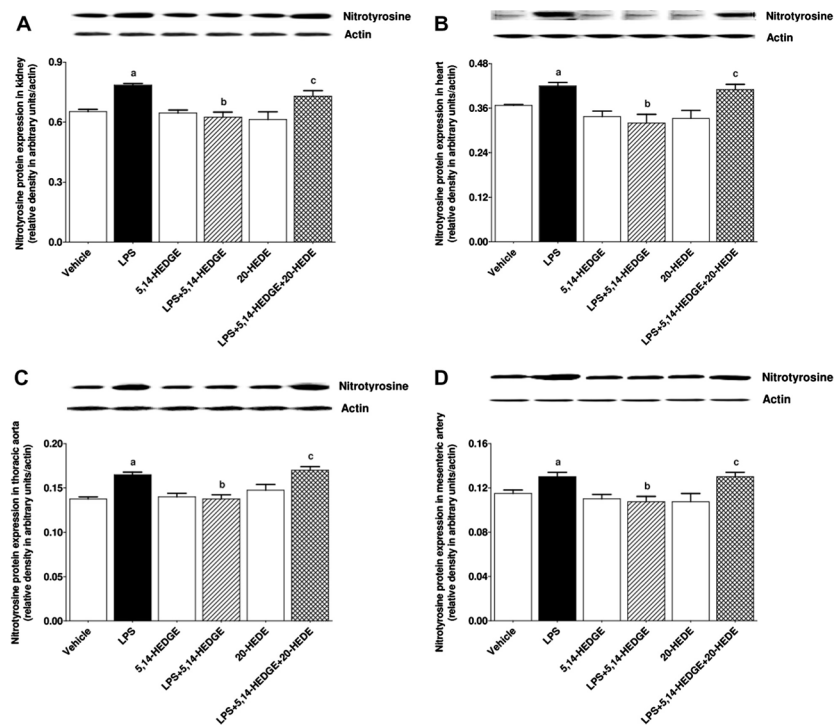 A
Nitrotyrosine
Actin
Nitrotyrosine protein expression in kidney
(relative density in arbitrary units/actin)
0.9
0.6
0.3
0.0
a
b
c
Vehicle
LPS
5,14-HEDGE
LPS+5,14-HEDGE
20-HEDE
LPS+5,14-HEDGE+20-HEDE
B
Nitrotyrosine
Actin
Nitrotyrosine protein expression in heart
(relative density in arbitrary units/actin)
0.48
0.36
0.24
0.12
0.00
a
b
c
Vehicle
LPS
5,14-HEDGE
LPS+5,14-HEDGE
20-HEDE
LPS+5,14-HEDGE+20-HEDE
C
Nitrotyrosine
Actin
Nitrotyrosine protein expression in thoracic aorta
(relative density in arbitrary units/actin)
0.20
0.15
0.10
0.05
0.00
a
b
c
Vehicle
LPS
5,14-HEDGE
LPS+5,14-HEDGE
20-HEDE
LPS+5,14-HEDGE+20-HEDE
D
Nitrotyrosine
Actin
Nitrotyrosine protein expression in mesenteric artery
(relative density in arbitrary units/actin)
0.16
0.12
0.08
0.04
0.00
a
b
c
Vehicle
LPS
5,14-HEDGE
LPS+5,14-HEDGE
20-HEDE
LPS+5,14-HEDGE+20-HEDE